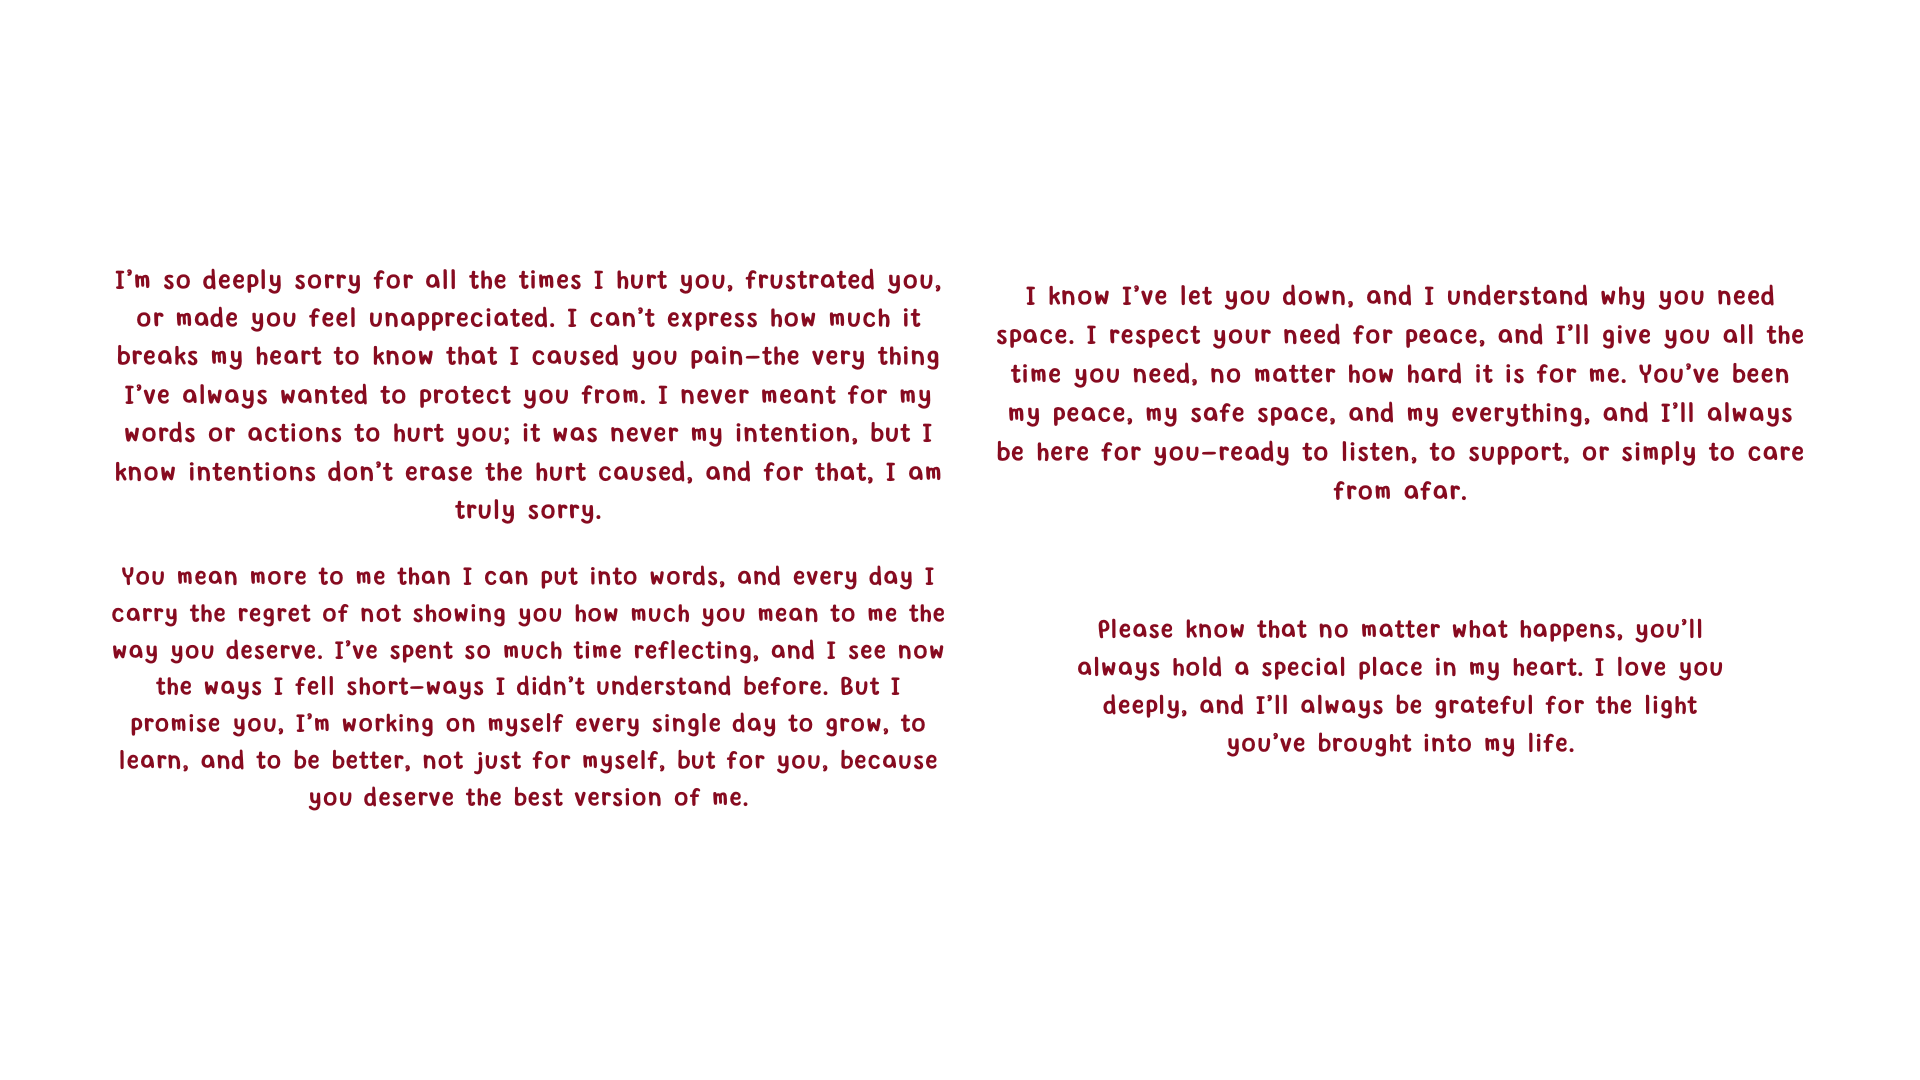 I'm so deeply sorry for all the times I hurt you, frustrated you,
or made you feel unappreciated. I can't express how much it
breaks my heart to know that I caused you pain—the very thing
I've always wanted to protect you from. I never meant for my
words or actions to hurt you; it was never my intention, but I
know intentions don't erase the hurt caused, and for that, I am
truly sorry.
You mean more to me than I can put into words, and every day I
carry the regret of not showing you how much you mean to me the
way you deserve. I've spent so much time reflecting, and I see now
the ways I fell short—ways I didn't understand before. But I
promise you, I'm working on myself every single day to grow, to
learn, and to be better, not just for myself, but for you, because
you deserve the best version of me.
I know I've let you down, and I understand why you need
space. I respect your need for peace, and I'll give you all the
time you need, no matter how hard it is for me. You've been
my peace, my safe space, and my everything, and I'll always
be here for you—ready to listen, to support, or simply to care
from afar.
Please know that no matter what happens, you'll
always hold a special place in my heart. I love you
deeply, and I'll always be grateful for the light
you've brought into my life.